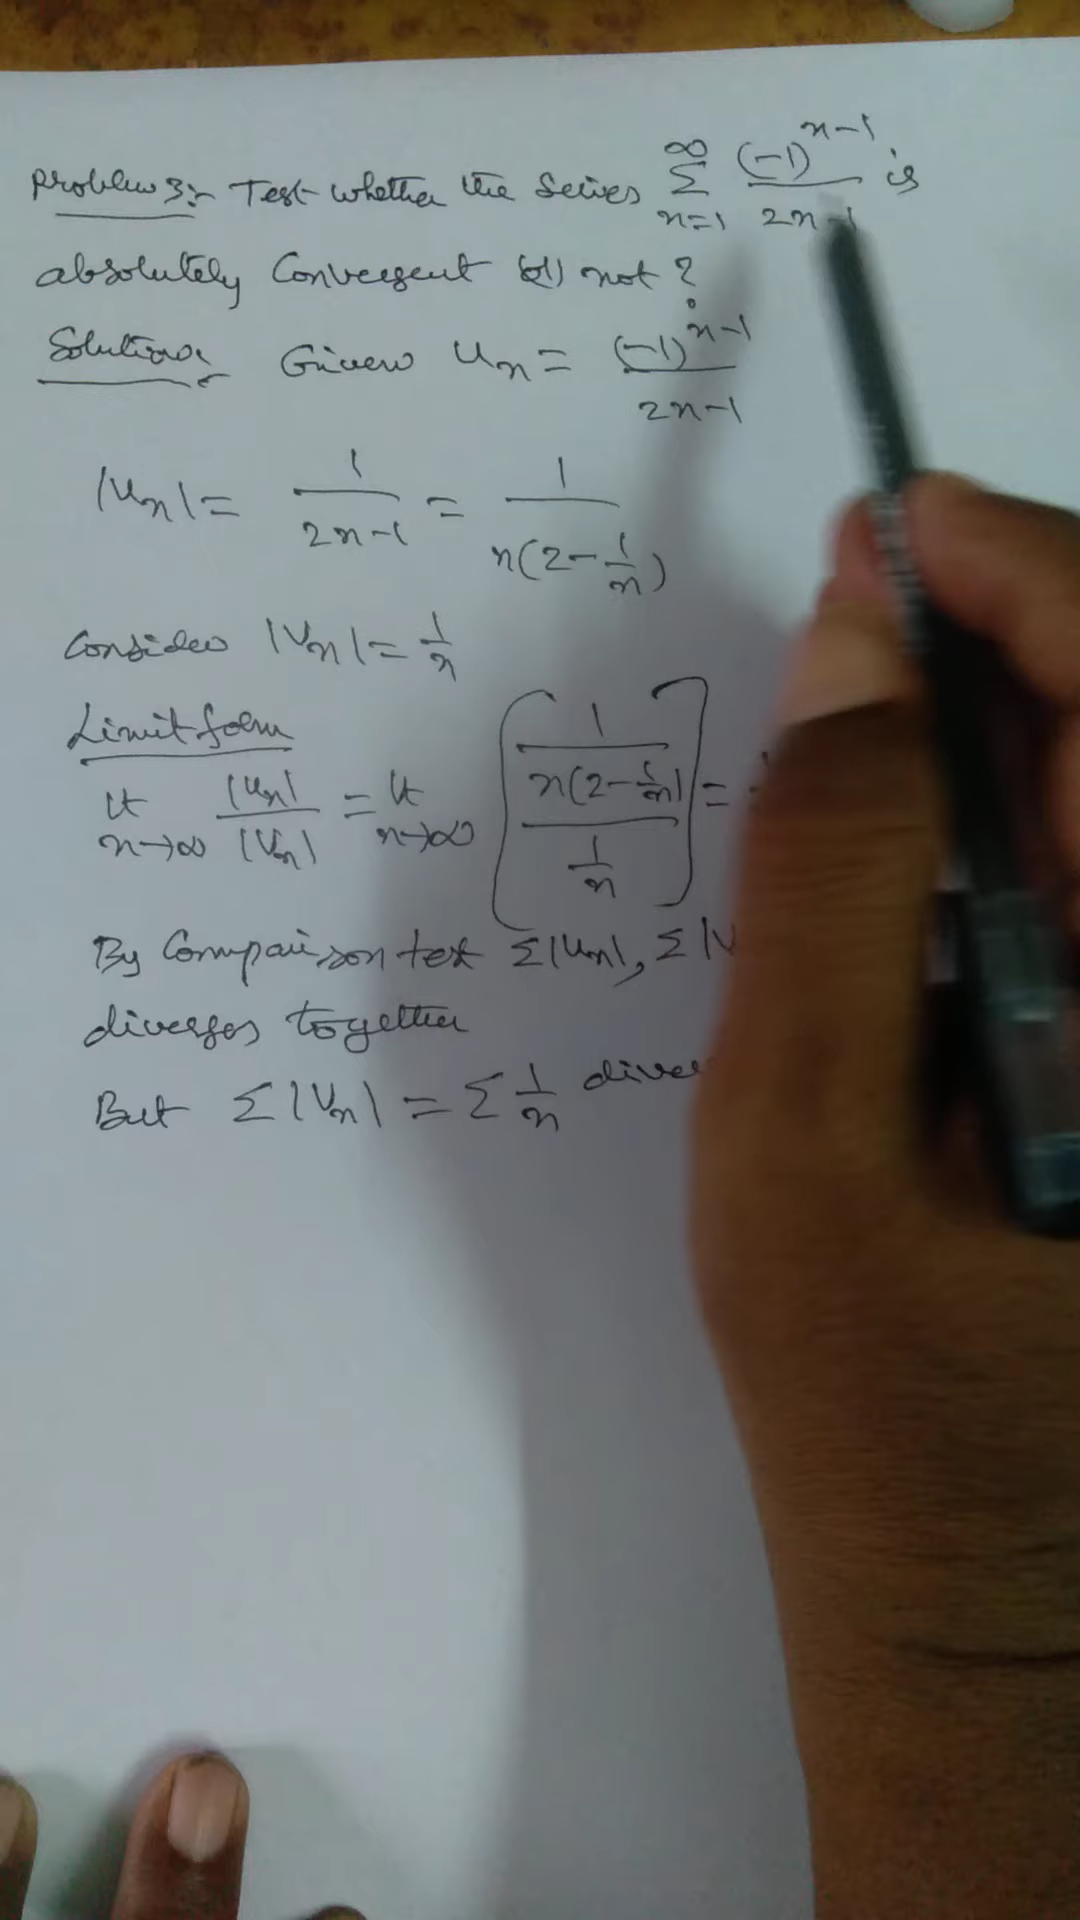 Problem 3:- Test whether the Series ∑_{n=1}^{∞} (-1)^{n-1}/(2n-1) is
absolutely Convergent (or) not ?
Solution:- Given U_n = (-1)^{n-1}/(2n-1)
|U_n| = 1/(2n-1) = 1/(n(2-1/n))
Consider |V_n| = 1/n
Limit form
lt_{n→∞} |U_n|/|V_n| = lt_{n→∞} [(1/(n(2-1/n)))/(1/n)] =
By Comparison test Σ|U_n|, Σ|V
diverges together
But Σ|V_n| = Σ 1/n